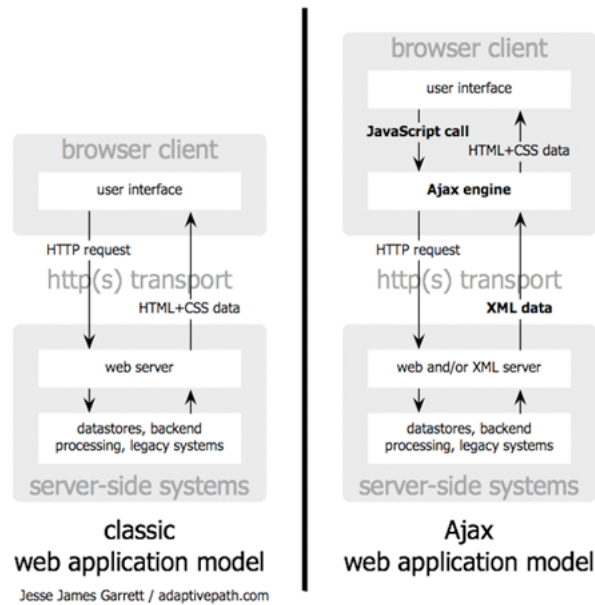 browser client
user interface
HTTP request
http(s) transport
HTML+CSS data
web server
datastores, backend
processing, legacy systems
server-side systems
classic
web application model
Jesse James Garrett / adaptivepath.com
browser client
user interface
JavaScript call
HTML+CSS data
Ajax engine
HTTP request
http(s) transport
XML data
web and/or XML server
datastores, backend
processing, legacy systems
server-side systems
Ajax
web application model